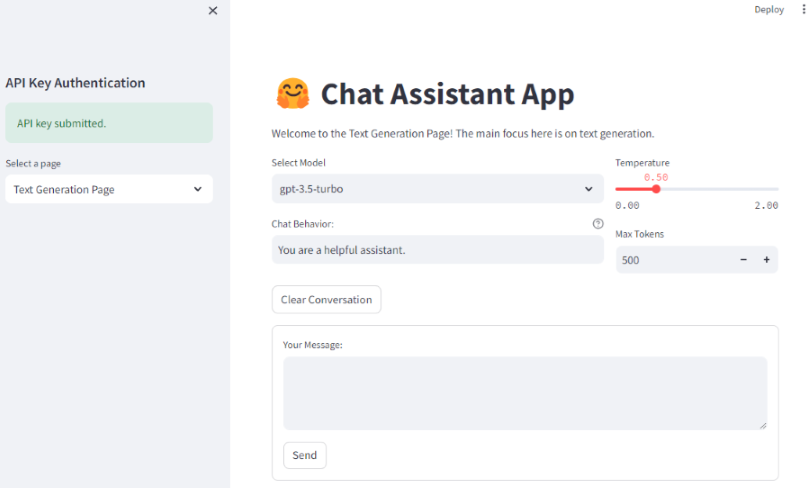 Deploy
API Key Authentication
API key submitted.
Select a page
Text Generation Page
Chat Assistant App
Welcome to the Text Generation Page! The main focus here is on text generation.
Select Model
gpt-3.5-turbo
Chat Behavior:
You are a helpful assistant.
Temperature
0.50
0.00 2.00
Max Tokens
500
Clear Conversation
Your Message:
Send